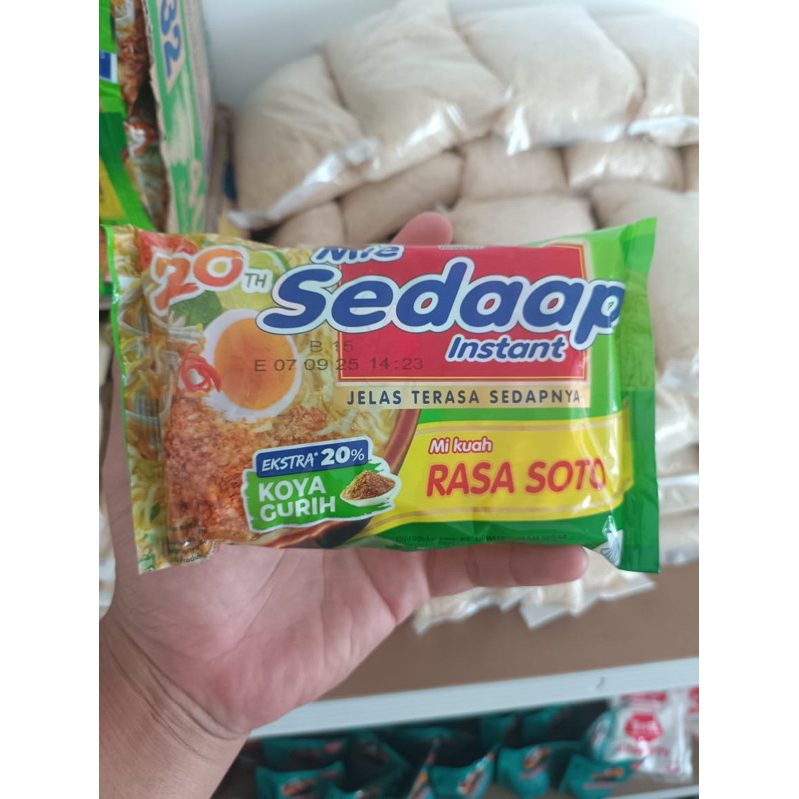 32
20TH
Mie
Sedaap
Instant
B 15
E 07 09 25 14:23
JELAS TERASA SEDAPNYA
EKSTRA* 20%
KOYA
GURIH
Mi kuah
RASA SOTO